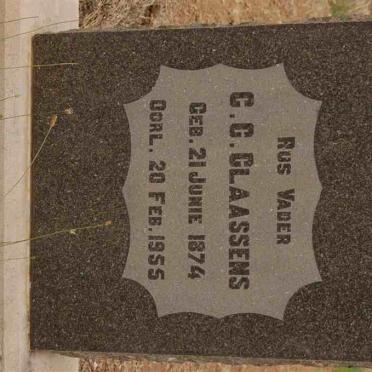 RUS VADER
C.C. CLAASSENS
GEB. 21 JUNIE 1874
OORL. 20 FEB. 1955